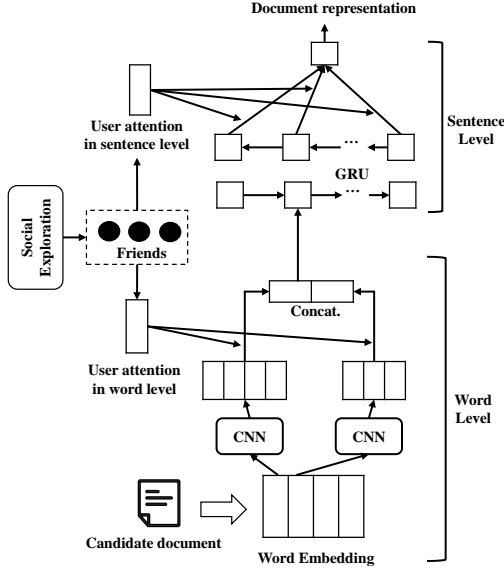 Document representation
User attention
in sentence level
Sentence
Level
...
GRU
...
Social
Exploration
Friends
Concat.
User attention
in word level
Word
Level
CNN
CNN
Candidate document
Word Embedding